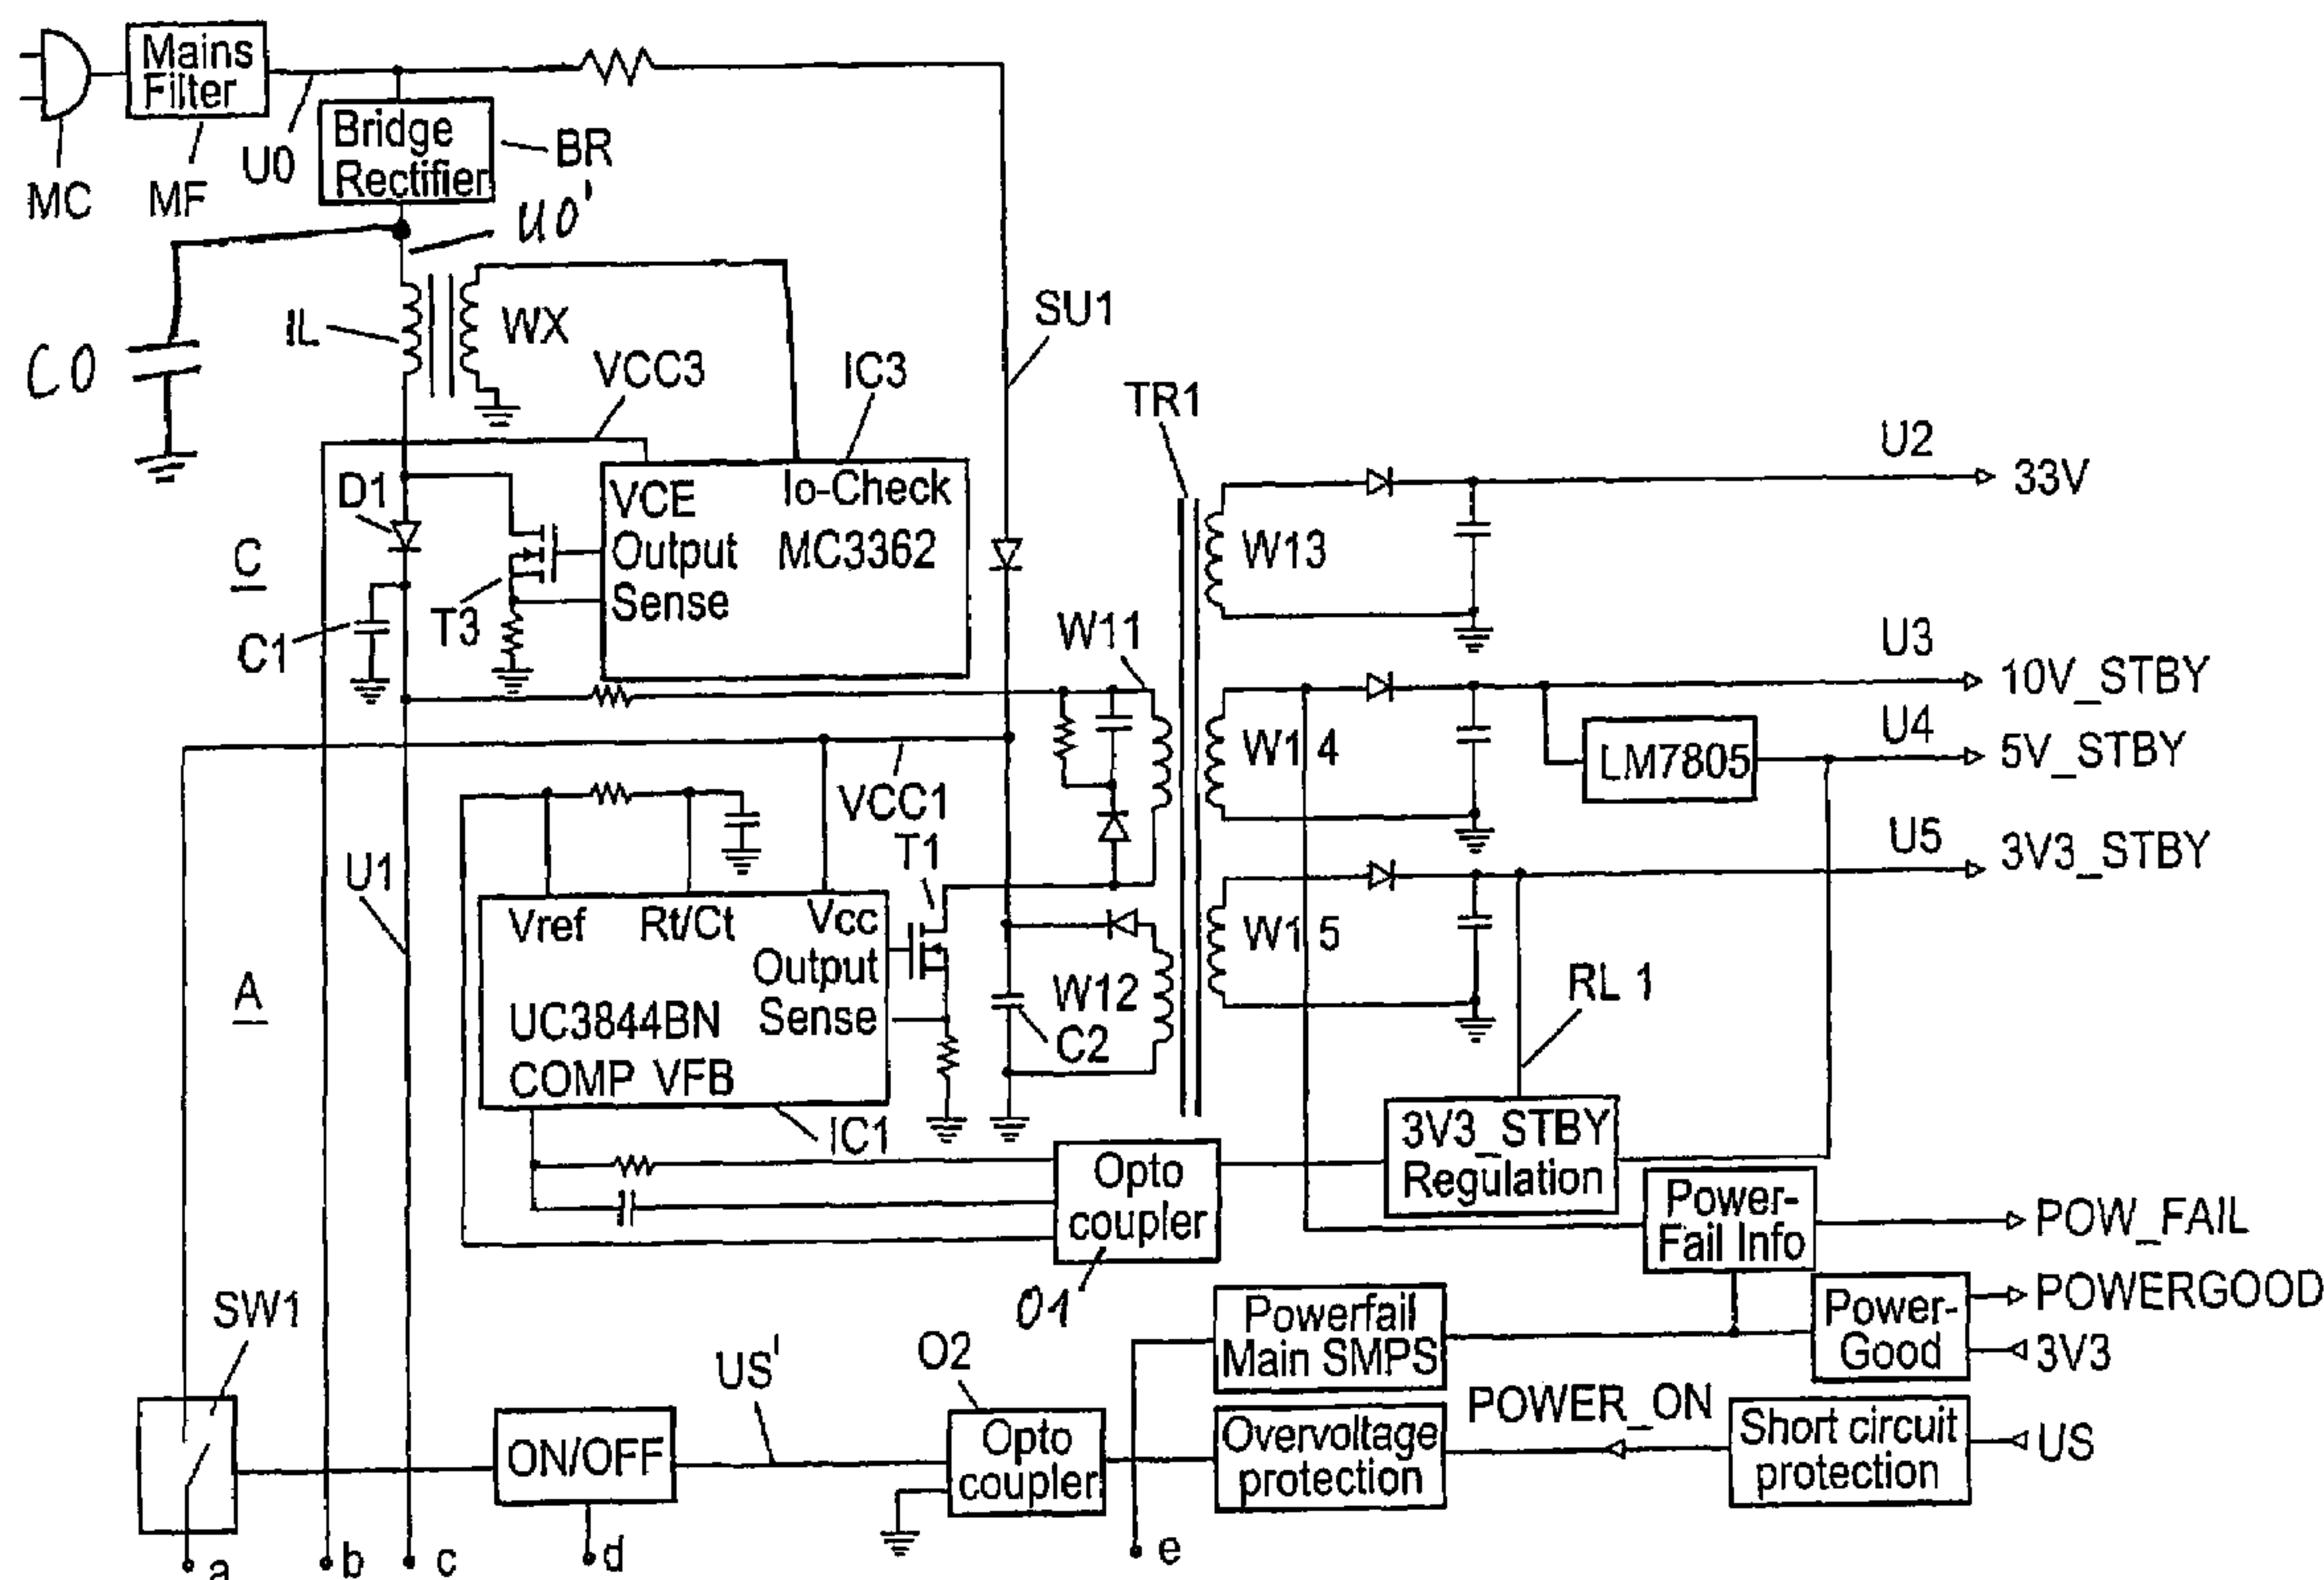 Mains
Filter
MC
MF
U0
Bridge
Rectifier
BR
U0'
C0
IL
WX
VCC3
IC3
SU1
TR1
U2
33V
D1
VCE
Io-Check
Output
MC3362
Sense
C
T3
C1
W13
W11
U3
10V_STBY
W14
LM7805
U4
5V_STBY
VCC1
T1
U5
3V3_STBY
U1
Vref
Rt/Ct
Vcc
Output
Sense
UC3844BN
COMP VFB
W12
C2
W15
RL 1
A
IC1
Opto
coupler
O1
3V3_STBY
Regulation
Power-
Fail Info
POW_FAIL
SW1
Powerfail
Main SMPS
Power-
Good
POWERGOOD
3V3
US'
O2
ON/OFF
Opto
coupler
Overvoltage
protection
POWER_ON
Short circuit
protection
US
a
b
c
d
e